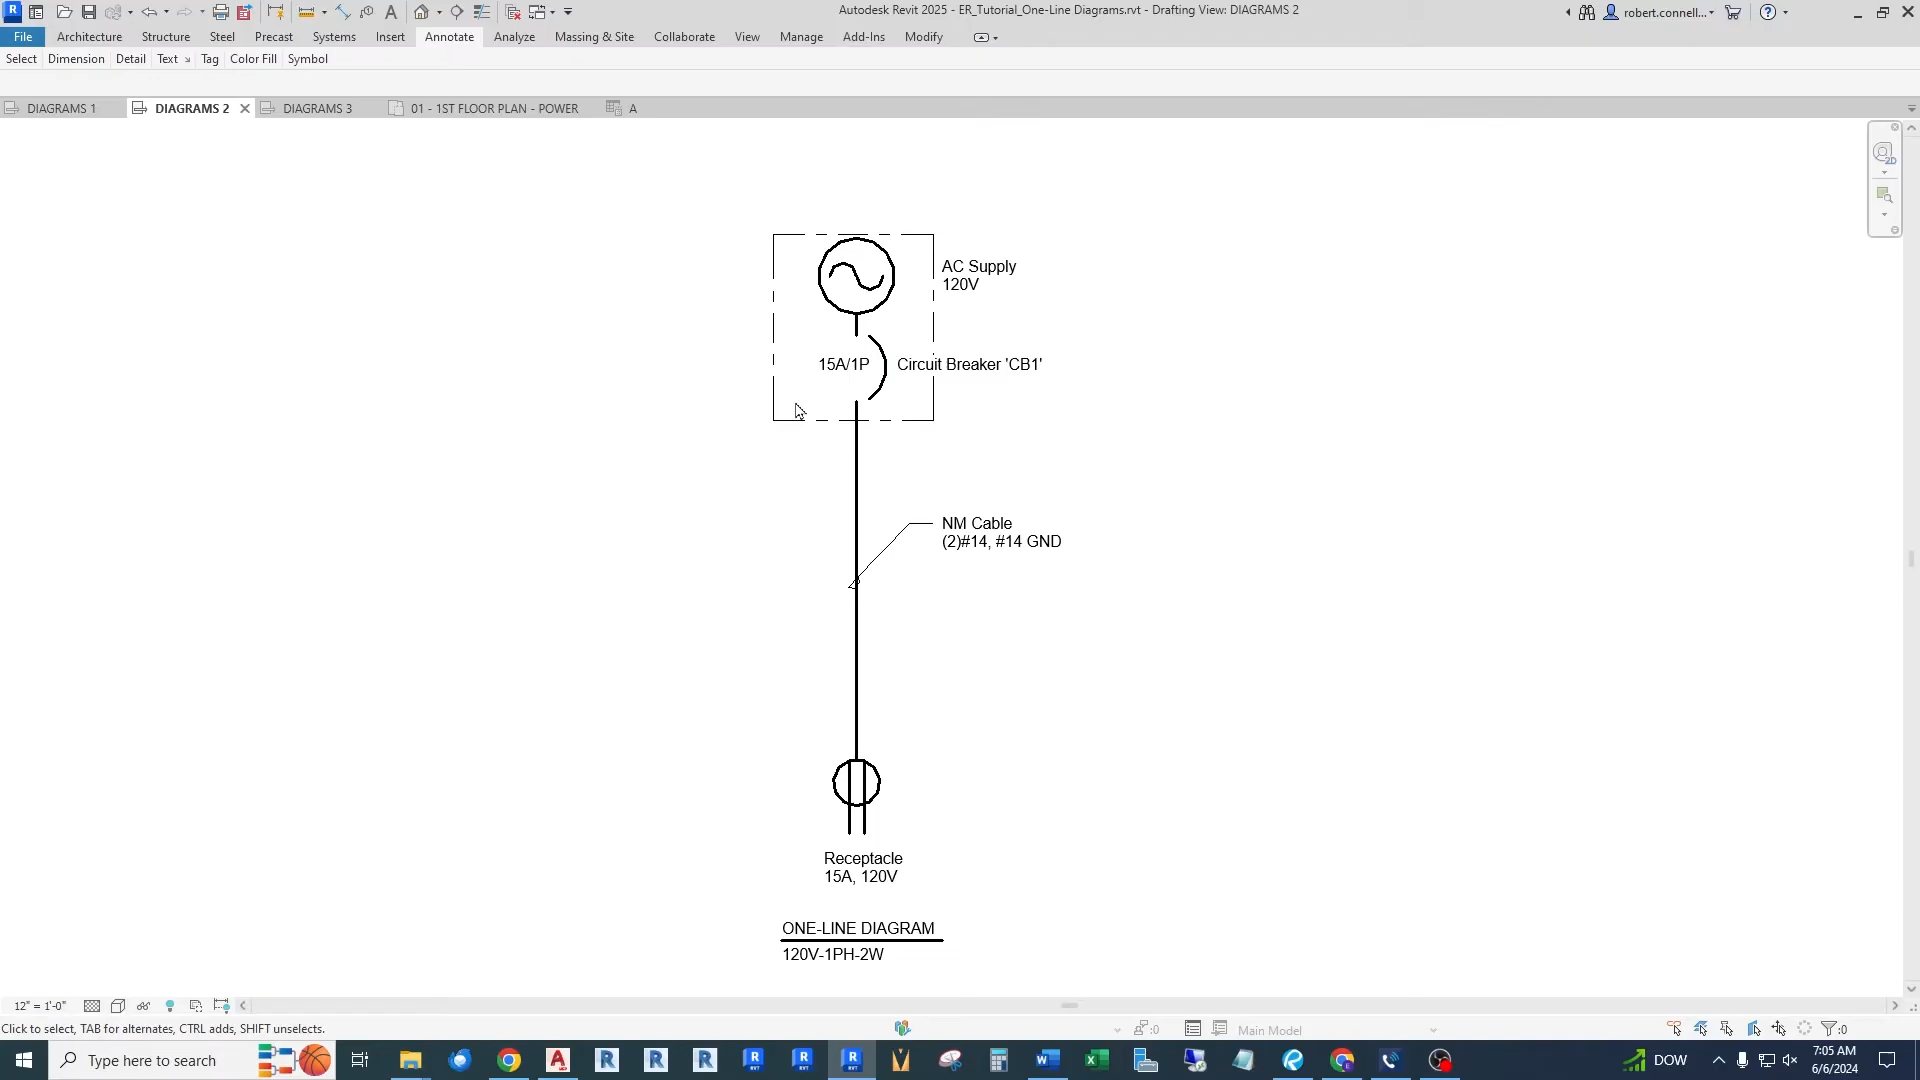 Autodesk Revit 2025 - ER_Tutorial_One-Line Diagrams.rvt - Drafting View: DIAGRAMS 2
robert.connell...
File Architecture Structure Steel Precast Systems Insert Annotate Analyze Massing & Site Collaborate View Manage Add-Ins Modify
Select Dimension Detail Text Tag Color Fill Symbol
DIAGRAMS 1 DIAGRAMS 2 DIAGRAMS 3 01 - 1ST FLOOR PLAN - POWER A
2D
AC Supply
120V
15A/1P Circuit Breaker 'CB1'
NM Cable
(2)#14, #14 GND
Receptacle
15A, 120V
ONE-LINE DIAGRAM
120V-1PH-2W
12" = 1'-0"
Click to select, TAB for alternates, CTRL adds, SHIFT unselects.
:0
Main Model
:0
Type here to search
DOW
7:05 AM
6/6/2024